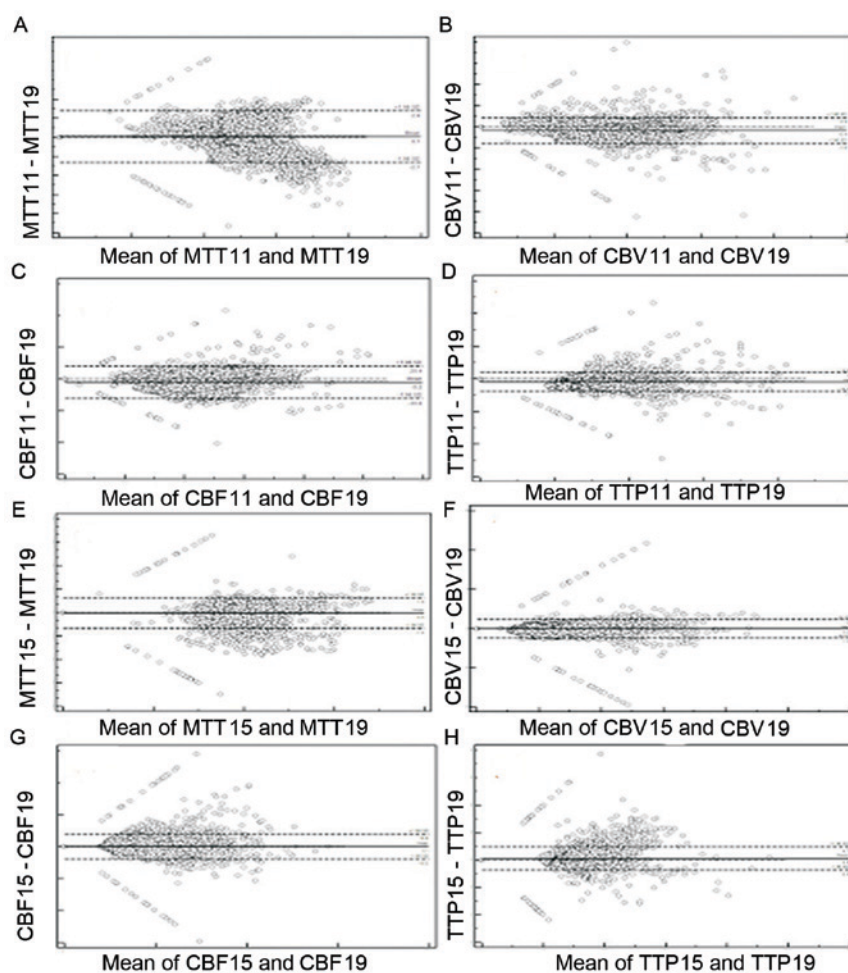 A
MTT11 - MTT19
Mean of MTT11 and MTT19
B
CBV11 - CBV19
Mean of CBV11 and CBV19
C
CBF11 - CBF19
Mean of CBF11 and CBF19
D
TTP11 - TTP19
Mean of TTP11 and TTP19
E
MTT15 - MTT19
Mean of MTT15 and MTT19
F
CBV15 - CBV19
Mean of CBV15 and CBV19
G
CBF15 - CBF19
Mean of CBF15 and CBF19
H
TTP15 - TTP19
Mean of TTP15 and TTP19